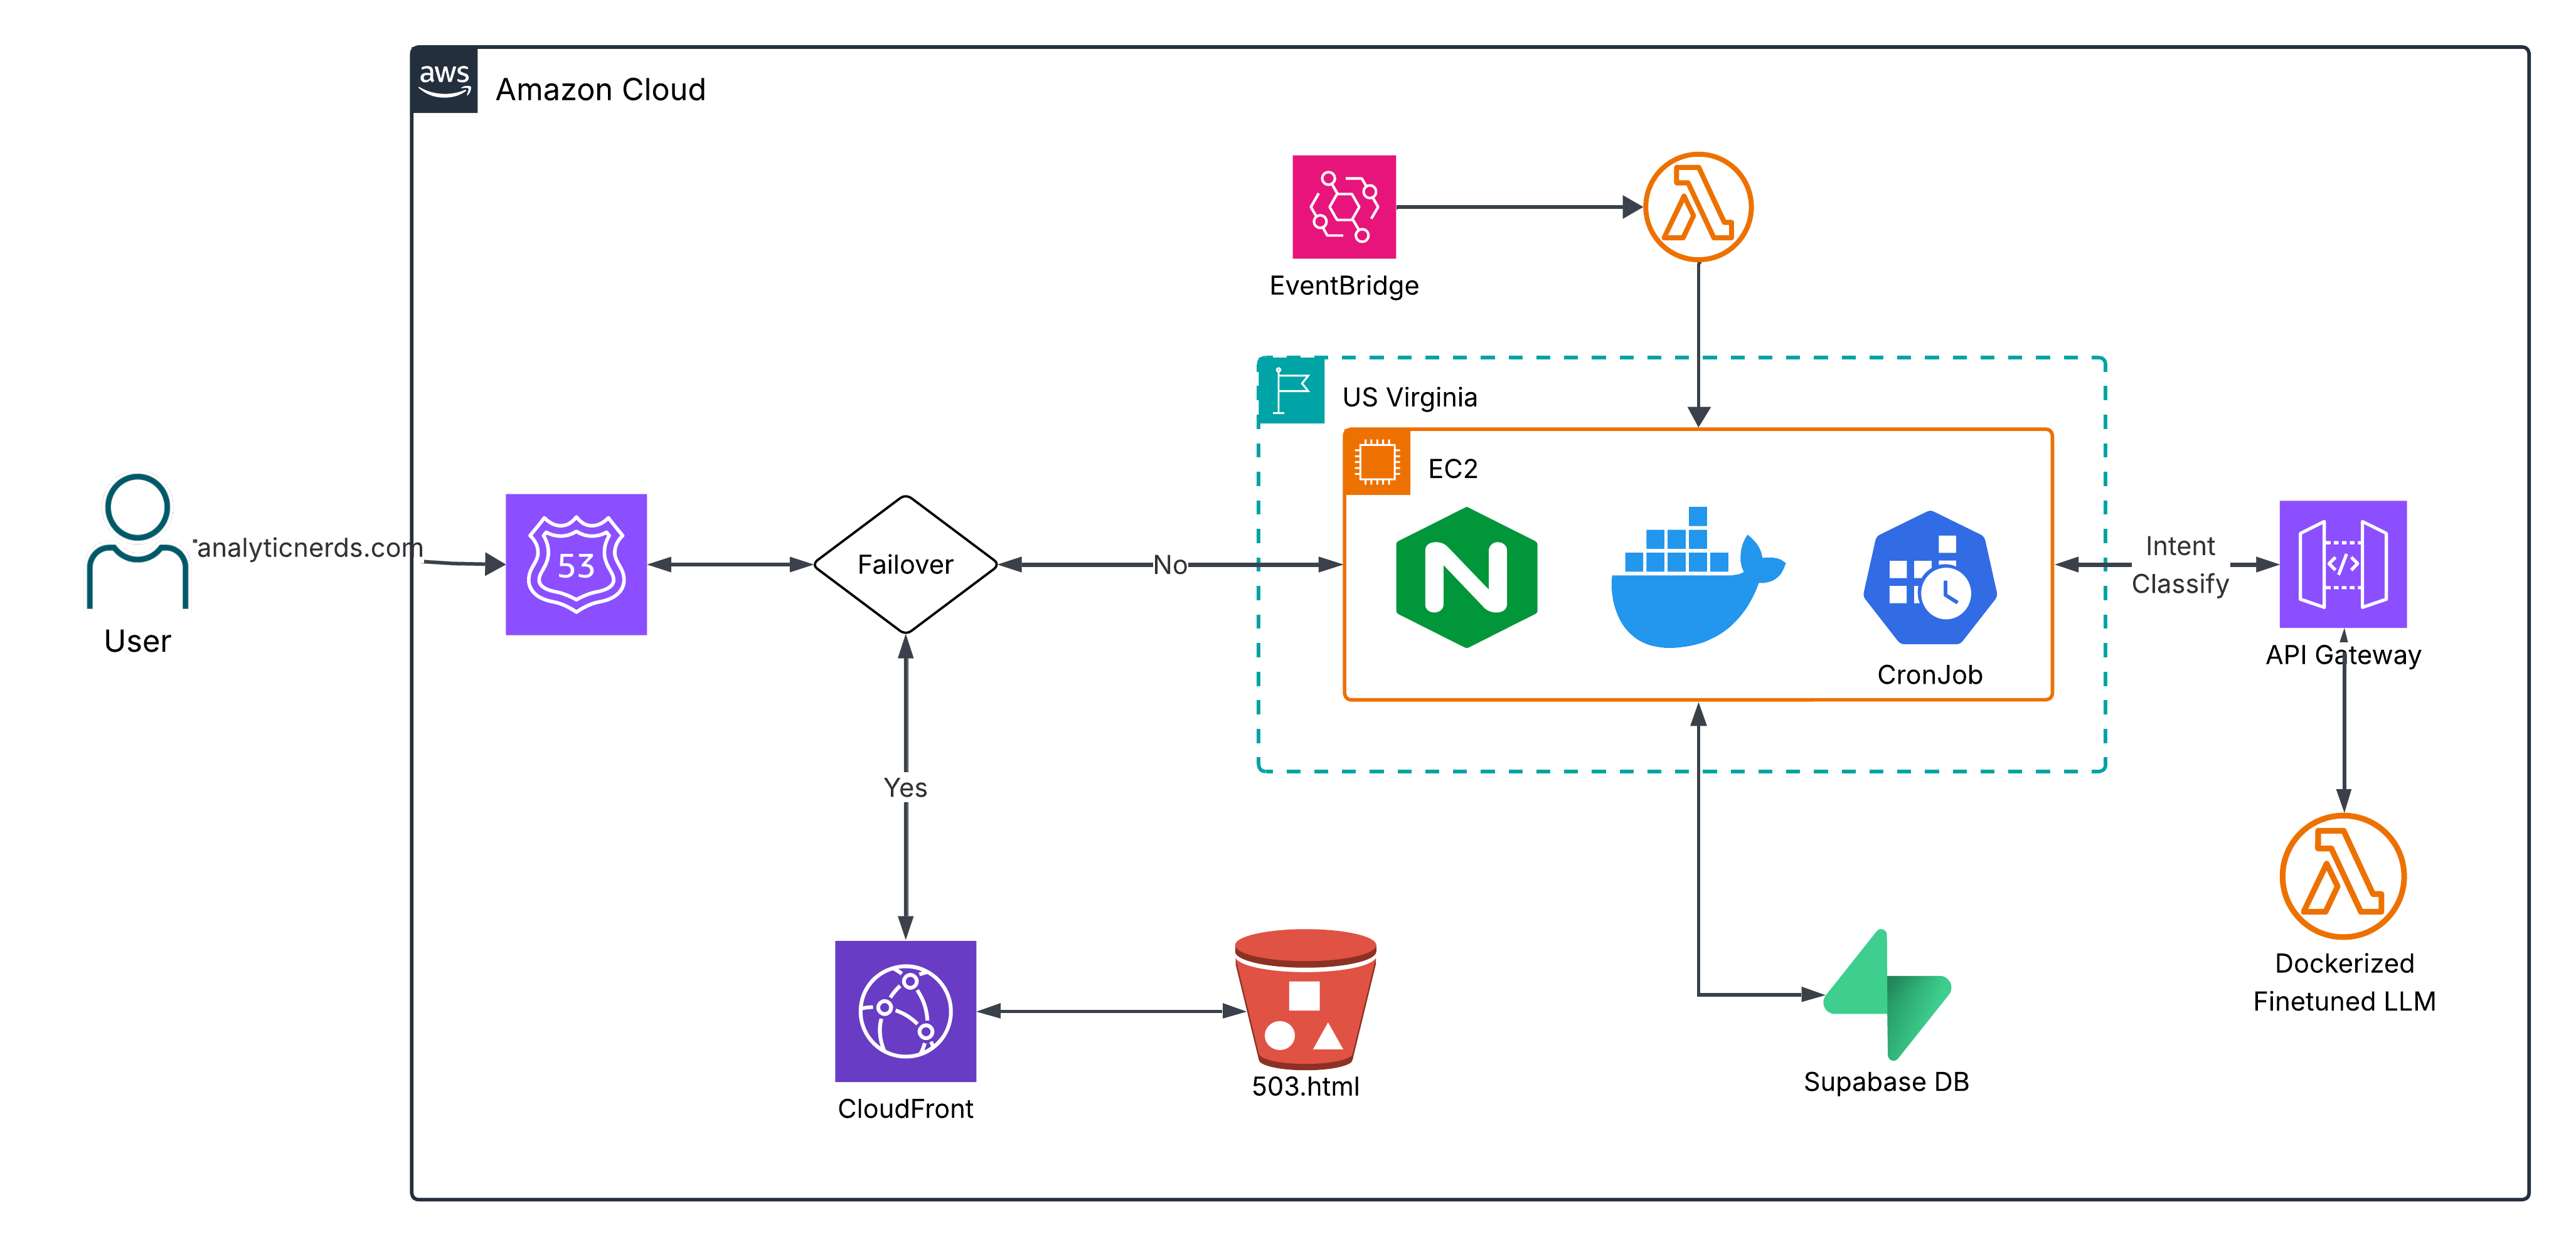 aws
Amazon Cloud
EventBridge
US Virginia
EC2
analyticnerds.com
User
53
Failover
No
CronJob
Intent
Classify
</>
API Gateway
Yes
CloudFront
503.html
Supabase DB
Dockerized
Finetuned LLM